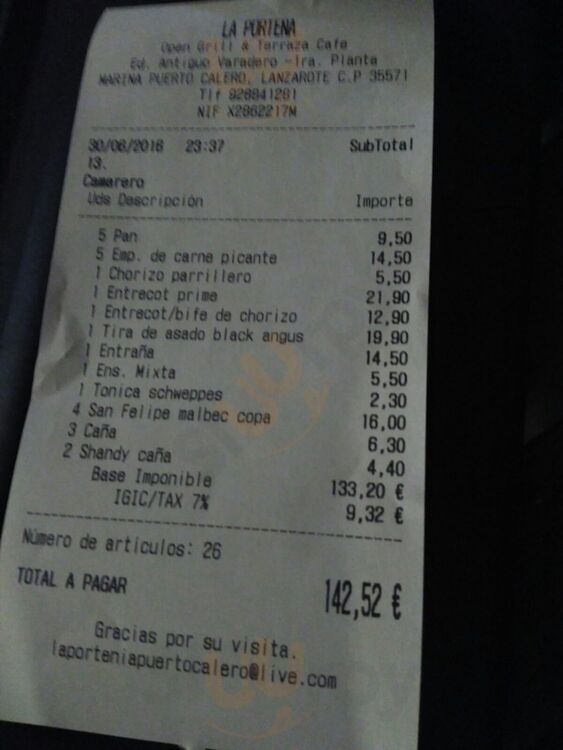 LA PORTEÑA
Open Grill & Terraza Cafe
Ed. Antiguo Varadero -1ra. Planta
MARINA PUERTO CALERO, LANZAROTE C.P 35571
Tlf 928841281
NIF X2862217M
30/06/2016 23:37 SubTotal
13.
Camarero
Uds Descripción Importe
5 Pan 9,50
5 Emp. de carne picante 14,50
1 Chorizo parrillero 5,50
1 Entrecot prime 21,90
1 Entrecot/bife de chorizo 12,90
1 Tira de asado black angus 19,90
1 Entraña 14,50
1 Ens. Mixta 5,50
1 Tonica schweppes 2,30
4 San Felipe malbec copa 16,00
3 Caña 6,30
2 Shandy caña 4,40
Base Imponible 133,20 €
IGIC/TAX 7% 9,32 €
Número de artículos: 26
TOTAL A PAGAR 142,52 €
Gracias por su visita.
laporteniapuertocalero@live.com